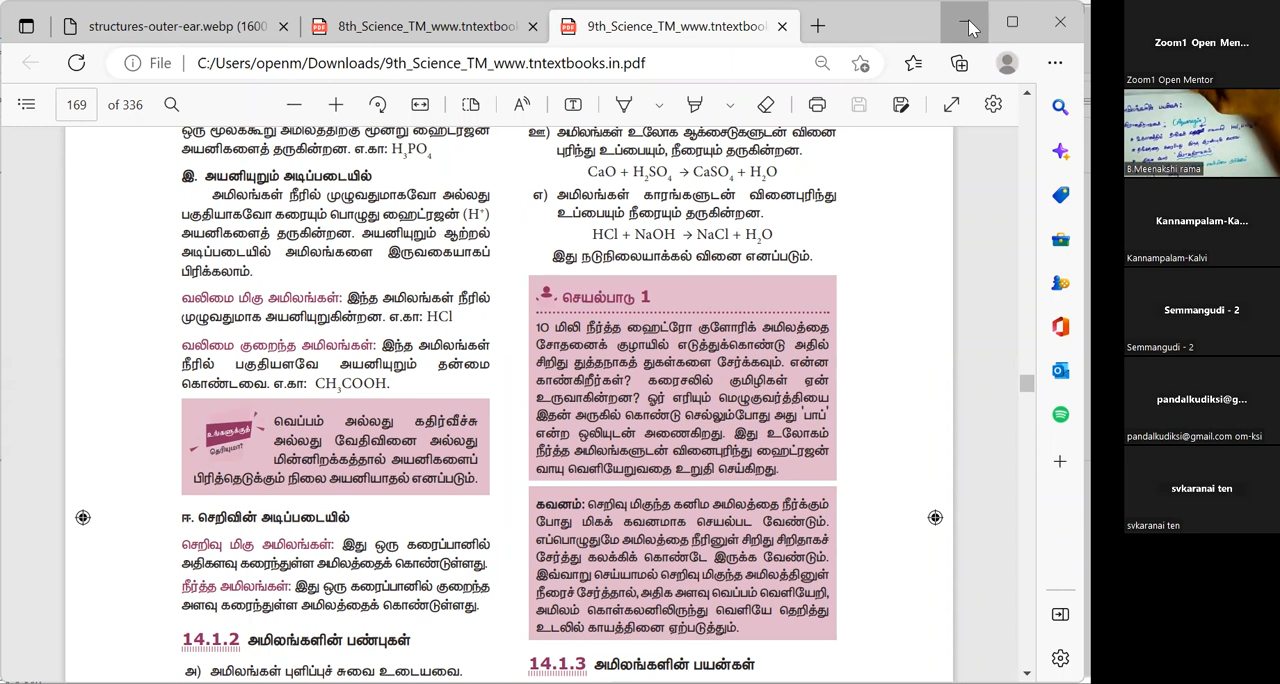 structures-outer-ear.webp (1600
8th_Science_TM_www.tntextbool
9th_Science_TM_www.tntextbool
File
C:/Users/openm/Downloads/9th_Science_TM_www.tntextbooks.in.pdf
169 of 336
ஒரு மூலக்கூறு அமிலத்திற்கு மூன்று ஹைட்ரஜன்
அயனிகளைத் தருகின்றன. எ.கா: H₃PO₄
இ. அயனியுறும் அடிப்படையில்
அமிலங்கள் நீரில் முழுவதுமாகவோ அல்லது
பகுதியாகவோ கரையும் பொழுது ஹைட்ரஜன் (H⁺)
அயனிகளைத் தருகின்றன. அயனியுறும் ஆற்றல்
அடிப்படையில் அமிலங்களை இருவகையாகப்
பிரிக்கலாம்.
வலிமை மிகு அமிலங்கள்: இந்த அமிலங்கள் நீரில்
முழுவதுமாக அயனியுறுகின்றன. எ.கா: HCl
வலிமை குறைந்த அமிலங்கள்: இந்த அமிலங்கள்
நீரில் பகுதியளவே அயனியுறும் தன்மை
கொண்டவை. எ.கா: CH₃COOH.
உங்களுக்குத்
தெரியுமா?
வெப்பம் அல்லது கதிர்வீச்சு
அல்லது வேதிவினை அல்லது
மின்னிறக்கத்தால் அயனிகளைப்
பிரித்தெடுக்கும் நிலை அயனியாதல் எனப்படும்.
ஈ. செறிவின் அடிப்படையில்
செறிவு மிகு அமிலங்கள்: இது ஒரு கரைப்பானில்
அதிகளவு கரைந்துள்ள அமிலத்தைக் கொண்டுள்ளது.
நீர்த்த அமிலங்கள்: இது ஒரு கரைப்பானில் குறைந்த
அளவு கரைந்துள்ள அமிலத்தைக் கொண்டுள்ளது.
14.1.2 அமிலங்களின் பண்புகள்
அ) அமிலங்கள் புளிப்புச் சுவை உடையவை.
ஊ) அமிலங்கள் உலோக ஆக்சைடுகளுடன் வினை
புரிந்து உப்பையும், நீரையும் தருகின்றன.
CaO + H₂SO₄ → CaSO₄ + H₂O
எ) அமிலங்கள் காரங்களுடன் வினைபுரிந்து
உப்பையும் நீரையும் தருகின்றன.
HCl + NaOH → NaCl + H₂O
இது நடுநிலையாக்கல் வினை எனப்படும்.
செயல்பாடு 1
10 மிலி நீர்த்த ஹைட்ரோ குளோரிக் அமிலத்தை
சோதனைக் குழாயில் எடுத்துக்கொண்டு அதில்
சிறிது துத்தநாகத் துகள்களை சேர்க்கவும். என்ன
காண்கிறீர்கள்? கரைசலில் குமிழிகள் ஏன்
உருவாகின்றன? ஓர் எரியும் மெழுகுவர்த்தியை
இதன் அருகில் கொண்டு செல்லும்போது அது 'பாப்'
என்ற ஒலியுடன் அணைகிறது. இது உலோகம்
நீர்த்த அமிலங்களுடன் வினைபுரிந்து ஹைட்ரஜன்
வாயு வெளியேறுவதை உறுதி செய்கிறது.
கவனம்: செறிவு மிகுந்த கனிம அமிலத்தை நீர்க்கும்
போது மிகக் கவனமாக செயல்பட வேண்டும்.
எப்பொழுதுமே அமிலத்தை நீரினுள் சிறிது சிறிதாகச்
சேர்த்து கலக்கிக் கொண்டே இருக்க வேண்டும்.
இவ்வாறு செய்யாமல் செறிவு மிகுந்த அமிலத்தினுள்
நீரைச் சேர்த்தால், அதிக அளவு வெப்பம் வெளியேறி,
அமிலம் கொள்கலனிலிருந்து வெளியே தெறித்து
உடலில் காயத்தினை ஏற்படுத்தும்.
14.1.3 அமிலங்களின் பயன்கள்
Zoom1 Open Men...
Zoom1 Open Mentor
B.Meenakshi rama
Kannampalam-Ka...
Kannampalam-Kalvi
Semmangudi - 2
Semmangudi - 2
pandalkudiksi@g...
pandalkudiksi@gmail.com om-ksi
svkaranai ten
svkaranai ten